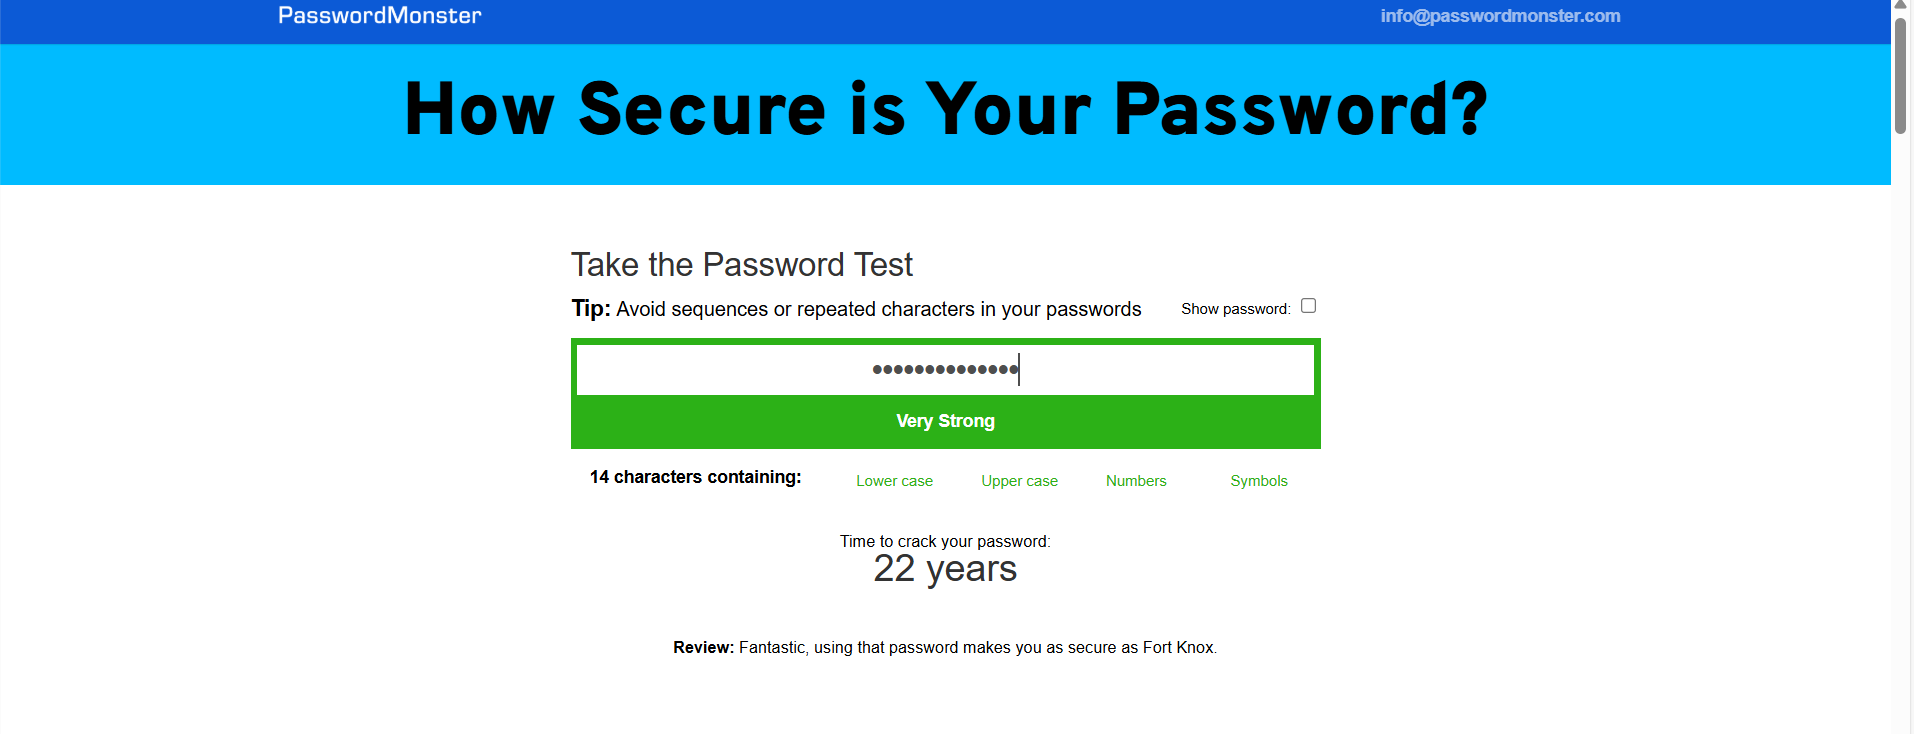 PasswordMonster
info@passwordmonster.com
How Secure is Your Password?
Take the Password Test
Tip: Avoid sequences or repeated characters in your passwords
Show password:
••••••••••••••
Very Strong
14 characters containing:
Lower case
Upper case
Numbers
Symbols
Time to crack your password:
22 years
Review: Fantastic, using that password makes you as secure as Fort Knox.